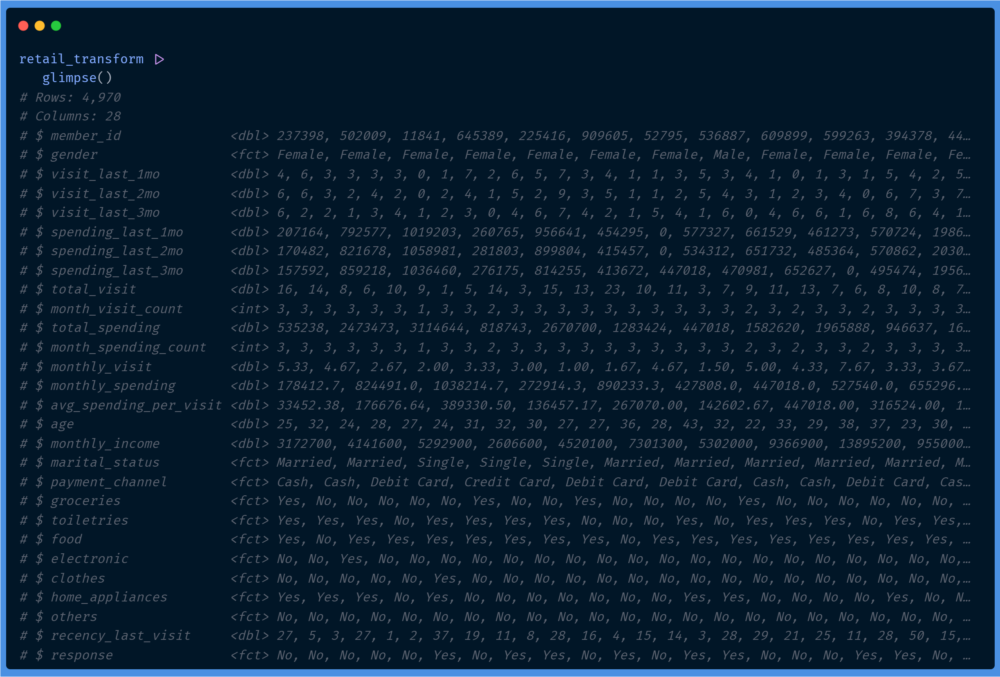 retail_transform |>
   glimpse()
# Rows: 4,970
# Columns: 28
# $ member_id              <dbl> 237398, 502009, 11841, 645389, 225416, 909605, 52795, 536887, 609899, 599263, 394378, 44…
# $ gender                 <fct> Female, Female, Female, Female, Female, Female, Female, Male, Female, Female, Female, Fe…
# $ visit_last_1mo         <dbl> 4, 6, 3, 3, 3, 3, 0, 1, 7, 2, 6, 5, 7, 3, 4, 1, 1, 3, 5, 3, 4, 1, 0, 1, 3, 1, 5, 4, 2, 5…
# $ visit_last_2mo         <dbl> 6, 6, 3, 2, 4, 2, 0, 2, 4, 1, 5, 2, 9, 3, 5, 1, 1, 2, 5, 4, 3, 1, 2, 3, 4, 0, 6, 7, 3, 7…
# $ visit_last_3mo         <dbl> 6, 2, 2, 1, 3, 4, 1, 2, 3, 0, 4, 6, 7, 4, 2, 1, 5, 4, 1, 6, 0, 4, 6, 6, 1, 6, 8, 6, 4, 1…
# $ spending_last_1mo      <dbl> 207164, 792577, 1019203, 260765, 956641, 454295, 0, 577327, 661529, 461273, 570724, 1986…
# $ spending_last_2mo      <dbl> 170482, 821678, 1058981, 281803, 899804, 415457, 0, 534312, 651732, 485364, 570862, 2030…
# $ spending_last_3mo      <dbl> 157592, 859218, 1036460, 276175, 814255, 413672, 447018, 470981, 652627, 0, 495474, 1956…
# $ total_visit            <dbl> 16, 14, 8, 6, 10, 9, 1, 5, 14, 3, 15, 13, 23, 10, 11, 3, 7, 9, 11, 13, 7, 6, 8, 10, 8, 7…
# $ month_visit_count      <int> 3, 3, 3, 3, 3, 3, 1, 3, 3, 2, 3, 3, 3, 3, 3, 3, 3, 3, 3, 3, 2, 3, 2, 3, 3, 2, 3, 3, 3, 3…
# $ total_spending         <dbl> 535238, 2473473, 3114644, 818743, 2670700, 1283424, 447018, 1582620, 1965888, 946637, 16…
# $ month_spending_count   <int> 3, 3, 3, 3, 3, 3, 1, 3, 3, 2, 3, 3, 3, 3, 3, 3, 3, 3, 3, 3, 2, 3, 2, 3, 3, 2, 3, 3, 3, 3…
# $ monthly_visit          <dbl> 5.33, 4.67, 2.67, 2.00, 3.33, 3.00, 1.00, 1.67, 4.67, 1.50, 5.00, 4.33, 7.67, 3.33, 3.67…
# $ monthly_spending       <dbl> 178412.7, 824491.0, 1038214.7, 272914.3, 890233.3, 427808.0, 447018.0, 527540.0, 655296.…
# $ avg_spending_per_visit <dbl> 33452.38, 176676.64, 389330.50, 136457.17, 267070.00, 142602.67, 447018.00, 316524.00, 1…
# $ age                    <dbl> 25, 32, 24, 28, 27, 24, 31, 32, 30, 27, 27, 36, 28, 43, 32, 22, 33, 29, 38, 37, 23, 30, …
# $ monthly_income         <dbl> 3172700, 4141600, 5292900, 2606600, 4520100, 7301300, 5302000, 9366900, 13895200, 955000…
# $ marital_status         <fct> Married, Married, Single, Single, Single, Married, Married, Married, Married, Married, M…
# $ payment_channel        <fct> Cash, Cash, Debit Card, Credit Card, Debit Card, Debit Card, Cash, Cash, Debit Card, Cas…
# $ groceries              <fct> Yes, No, No, No, No, No, Yes, No, No, Yes, No, No, No, No, Yes, No, No, No, No, No, No, …
# $ toiletries             <fct> Yes, Yes, Yes, No, Yes, Yes, Yes, Yes, No, No, No, Yes, No, Yes, Yes, Yes, No, Yes, Yes,…
# $ food                   <fct> Yes, No, Yes, Yes, Yes, Yes, Yes, Yes, Yes, No, Yes, Yes, Yes, Yes, Yes, Yes, Yes, Yes, …
# $ electronic             <fct> No, No, Yes, No, No, No, No, No, No, No, No, No, No, No, No, No, No, No, No, No, No, No,…
# $ clothes                <fct> No, No, No, No, No, Yes, No, No, No, No, No, No, No, No, No, No, No, No, No, No, No, No,…
# $ home_appliances        <fct> Yes, Yes, Yes, No, Yes, No, No, No, No, No, No, No, Yes, Yes, No, No, No, No, Yes, No, N…
# $ others                 <fct> No, No, No, No, No, No, No, No, No, No, No, No, No, No, No, No, No, No, No, No, No, No, …
# $ recency_last_visit     <dbl> 27, 5, 3, 27, 1, 2, 37, 19, 11, 8, 28, 16, 4, 15, 14, 3, 28, 29, 21, 25, 11, 28, 50, 15,…
# $ response               <fct> No, No, No, No, No, Yes, No, Yes, Yes, No, Yes, No, Yes, Yes, No, No, No, Yes, Yes, No, …